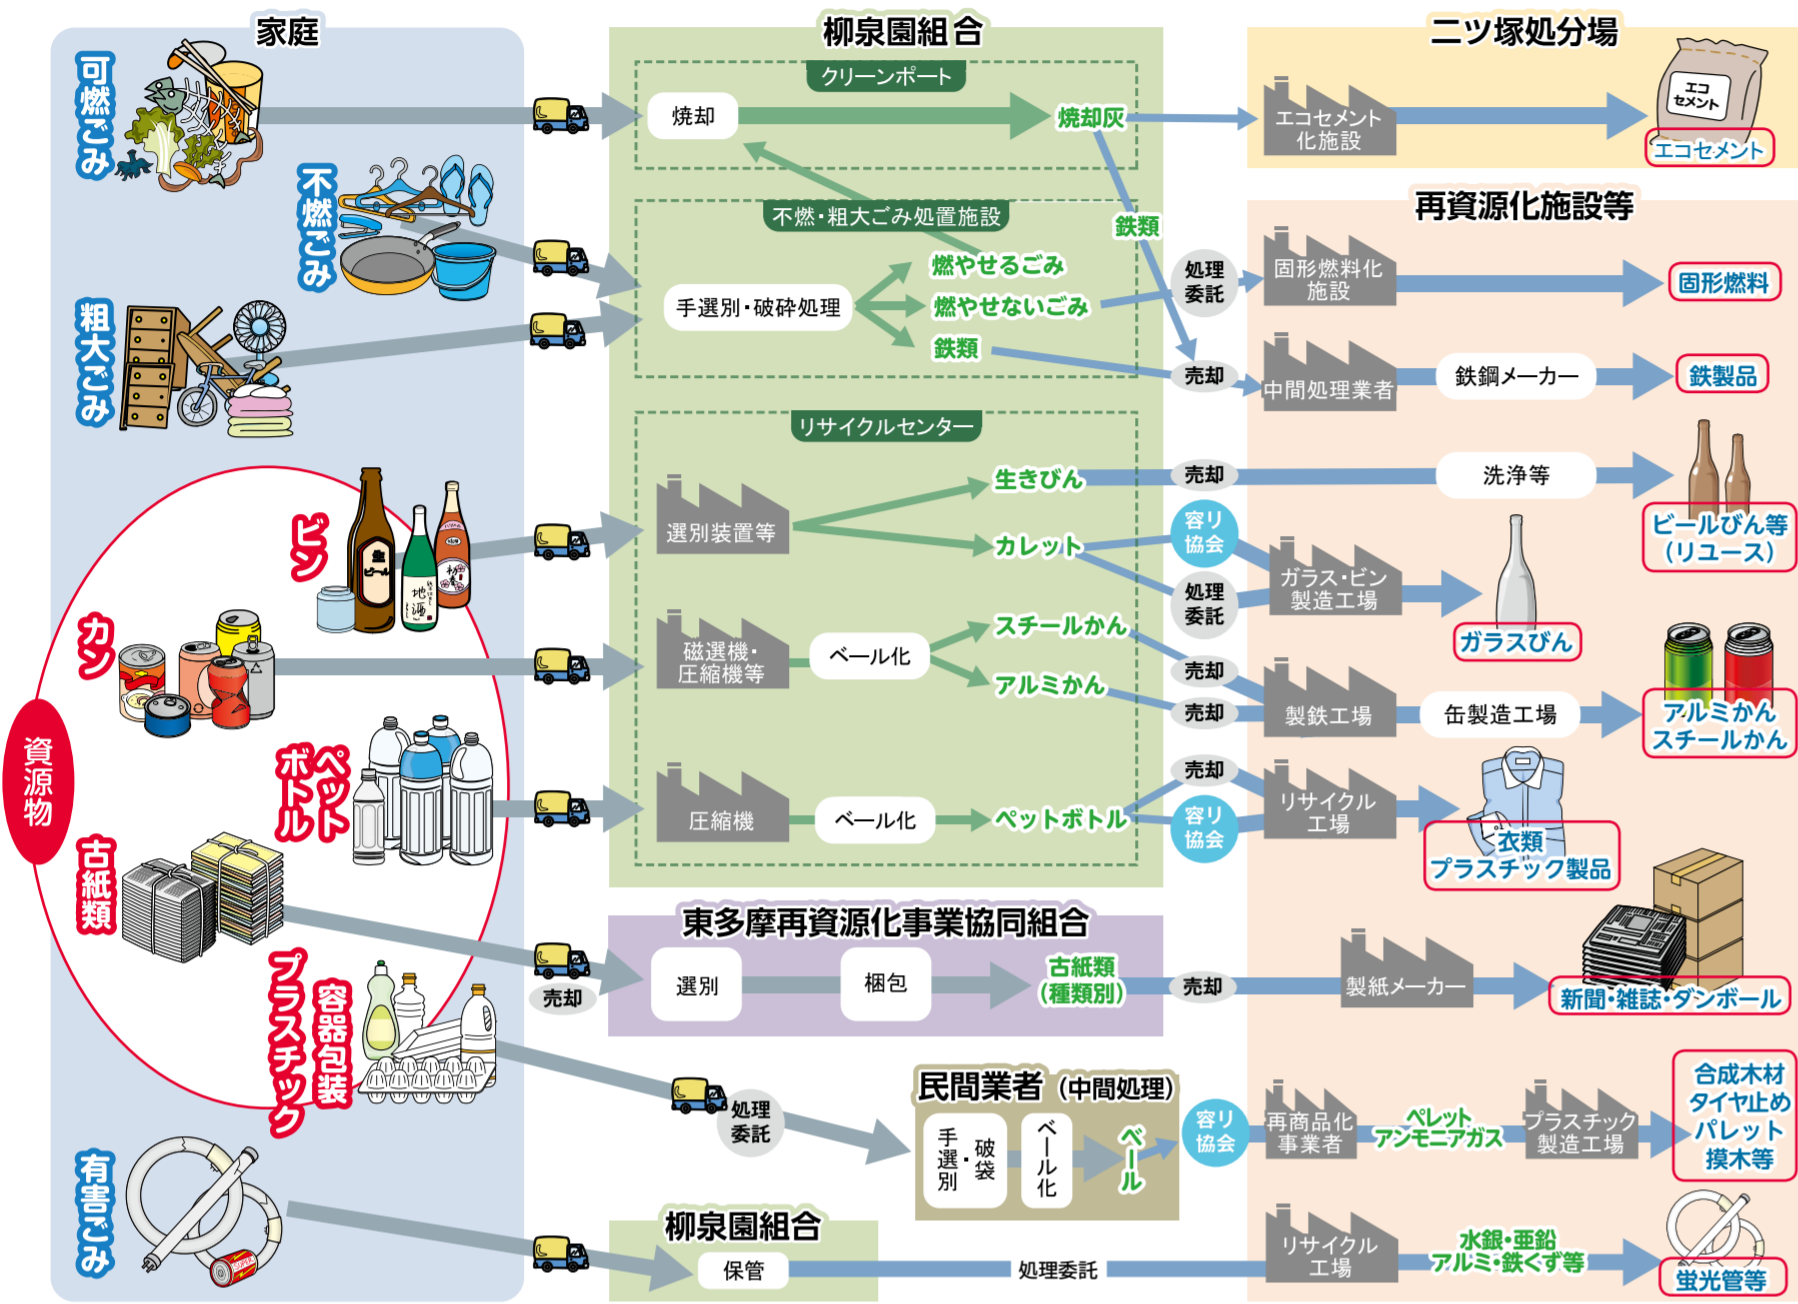 家庭
柳泉園組合
二ツ塚処分場
可燃ごみ
クリーンポート
焼却
焼却灰
エコセメント
化施設
エコ
セメント
エコセメント
不燃ごみ
不燃・粗大ごみ処置施設
鉄類
再資源化施設等
粗大ごみ
手選別・破砕処理
燃やせるごみ
燃やせないごみ
鉄類
処理
委託
固形燃料化
施設
固形燃料
売却
中間処理業者
鉄鋼メーカー
鉄製品
リサイクルセンター
資源物
ビン
生
ビール
地酒
選別装置等
生きびん
売却
洗浄等
ビールびん等
（リユース）
カレット
容リ
協会
処理
委託
ガラス・ビン
製造工場
ガラスびん
カン
磁選機・
圧縮機等
ベール化
スチールかん
アルミかん
売却
売却
製鉄工場
缶製造工場
アルミかん
スチールかん
ペット
ボトル
圧縮機
ベール化
ペットボトル
売却
容リ
協会
リサイクル
工場
衣類
プラスチック製品
古紙類
売却
東多摩再資源化事業協同組合
選別
梱包
古紙類
（種類別）
売却
製紙メーカー
新聞・雑誌・ダンボール
容器包装
プラスチック
処理
委託
民間業者（中間処理）
手選別・
破袋
ベール化
ベール
容リ
協会
再商品化
事業者
ペレット
アンモニアガス
プラスチック
製造工場
合成木材
タイヤ止め
パレット
摸木等
有害ごみ
柳泉園組合
保管
処理委託
リサイクル
工場
水銀・亜鉛
アルミ・鉄くず等
蛍光管等